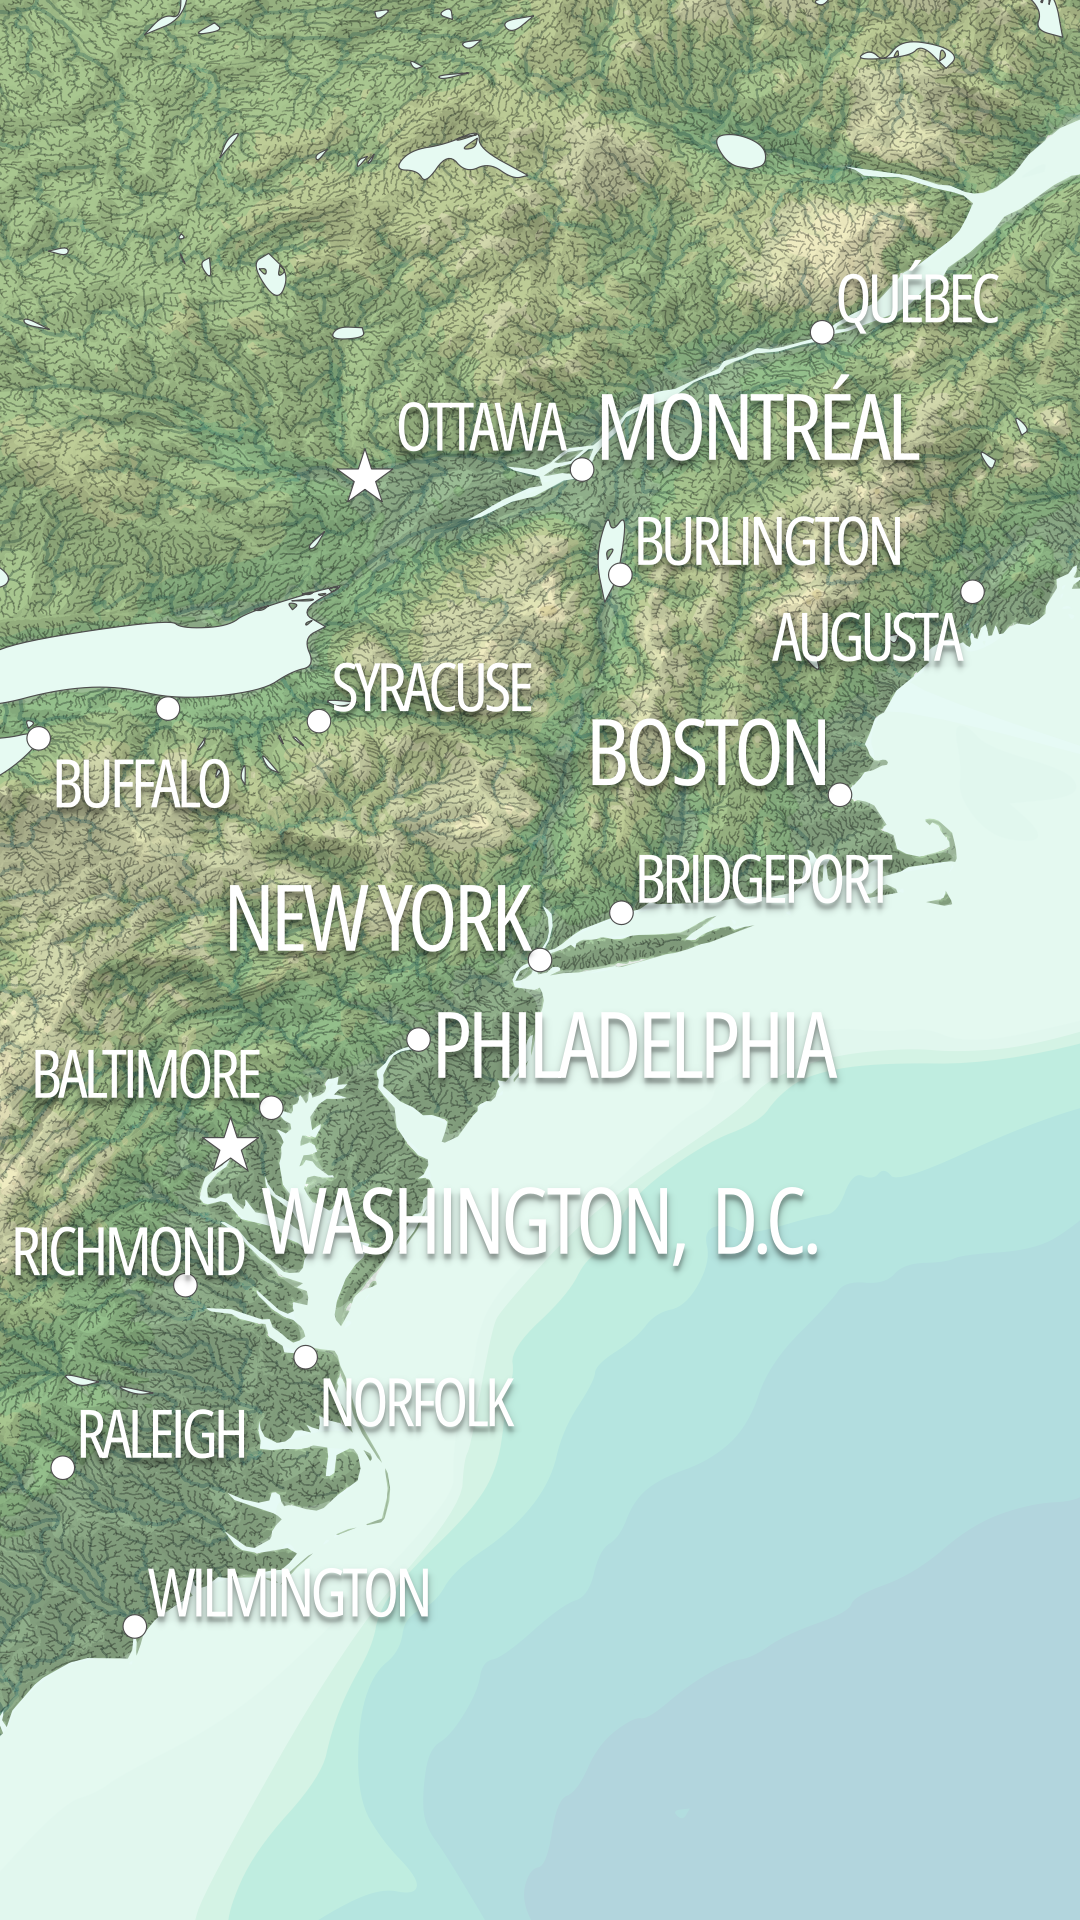 QUÉBEC
OTTAWA
MONTRÉAL
BURLINGTON
AUGUSTA
SYRACUSE
BOSTON
BUFFALO
BRIDGEPORT
NEW YORK
PHILADELPHIA
BALTIMORE
WASHINGTON, D.C.
RICHMOND
NORFOLK
RALEIGH
WILMINGTON